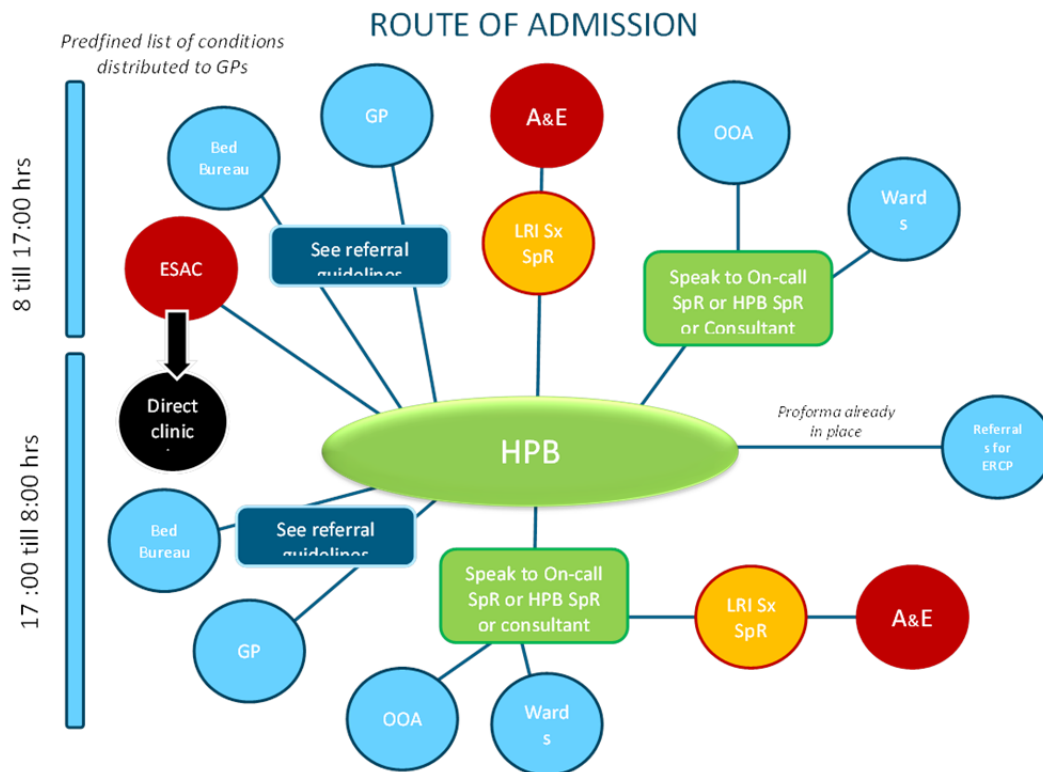 ROUTE OF ADMISSION
Predfined list of conditions
distributed to GPs
8 till 17:00 hrs
Bed
Bureau
GP
A&E
OOA
Ward
s
LRI Sx
SpR
ESAC
See referral
guidelines
Speak to On-call
SpR or HPB SpR
or Consultant
Direct
clinic
HPB
Proforma already
in place
Referral
s for
ERCP
17 :00 till 8:00 hrs
Bed
Bureau
See referral
guidelines
Speak to On-call
SpR or HPB SpR
or consultant
LRI Sx
SpR
A&E
GP
OOA
Ward
s